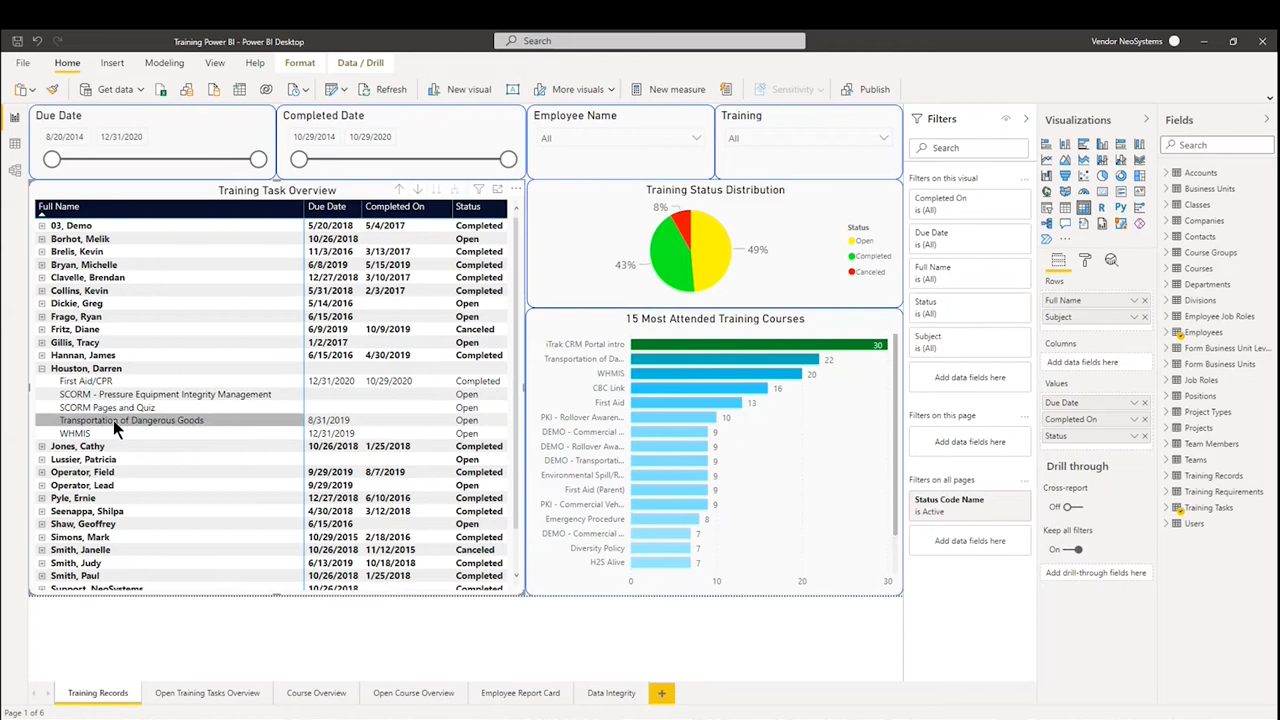 Training Power BI - Power BI Desktop
Search
Vendor NeoSystems
File Home Insert Modeling View Help Format Data / Drill
Get data
Refresh
New visual
More visuals
New measure
Sensitivity
Publish
Due Date
8/20/2014 12/31/2020
Completed Date
10/29/2014 10/29/2020
Employee Name
All
Training
All
Training Task Overview
Full Name Due Date Completed On Status
03, Demo 5/20/2018 5/4/2017 Completed
Borhot, Melik 10/26/2018 Open
Brelis, Kevin 3/13/2017 Completed
Bryan, Michelle 6/8/2019 5/15/2019 Completed
Clavelle, Brendan 12/27/2018 3/10/2017 Completed
Collins, Kevin 5/31/2018 2/3/2017 Completed
Dickie, Greg 5/14/2016 Open
Frago, Ryan 6/15/2018 Open
Fritz, Diane 6/9/2019 10/9/2019 Canceled
Gillis, Tracy 1/2/2017 Open
Hannan, James 6/15/2016 4/30/2019 Completed
Houston, Darren
First Aid/CPR 12/31/2020 10/29/2020 Completed
SCORM - Pressure Equipment Integrity Management Open
SCORM Pages and Quiz Open
Transportation of Dangerous Goods 8/31/2019 Open
WHMIS 12/31/2019 Open
Jones, Cathy 10/26/2018 1/25/2018 Completed
Lussier, Patricia Open
Operator, Field 9/29/2019 8/7/2019 Completed
Operator, Lead 9/29/2019 Open
Pyle, Ernie 12/27/2018 6/10/2016 Completed
Seenappa, Shilpa 4/30/2018 3/12/2018 Completed
Shaw, Geoffrey 6/15/2016 Open
Simons, Mark 10/29/2015 2/18/2016 Completed
Smith, Janelle 10/26/2018 11/12/2015 Canceled
Smith, Judy 6/13/2019 10/18/2018 Completed
Smith, Paul 10/26/2018 1/25/2018 Completed
Support, NeoSystems 10/26/2018 Open
Training Status Distribution
8%
49%
43%
Status
Open
Completed
Canceled
15 Most Attended Training Courses
iTrak CRM Portal intro 30
Transportation of Da... 22
WHMIS 20
CBC Link 16
First Aid 13
PKI - Rollover Awaren... 10
DEMO - Commercial ... 9
DEMO - Rollover Awa... 9
DEMO - Transportati... 9
Environmental Spill/R... 9
First Aid (Parent) 9
PKI - Commercial Veh... 9
Emergency Procedure 8
DEMO - Commercial ... 7
Diversity Policy 7
H2S Alive 7
0 10 20 30
Filters
Search
Filters on this visual ...
Completed On
is (All)
Due Date
is (All)
Full Name
is (All)
Status
is (All)
Subject
is (All)
Add data fields here
Filters on this page ...
Add data fields here
Filters on all pages ...
Status Code Name
is Active
Add data fields here
Visualizations
Rows
Full Name
Subject
Columns
Add data fields here
Values
Due Date
Completed On
Status
Drill through
Cross-report
Off
Keep all filters
On
Add drill-through fields here
Fields
Search
Accounts
Business Units
Classes
Companies
Contacts
Course Groups
Courses
Departments
Divisions
Employee Job Roles
Employees
Form Business Unit Lev...
Form Business Units
Job Roles
Positions
Project Types
Projects
Team Members
Teams
Training Records
Training Requirements
Training Tasks
Users
Training Records Open Training Tasks Overview Course Overview Open Course Overview Employee Report Card Data Integrity
Page 1 of 6